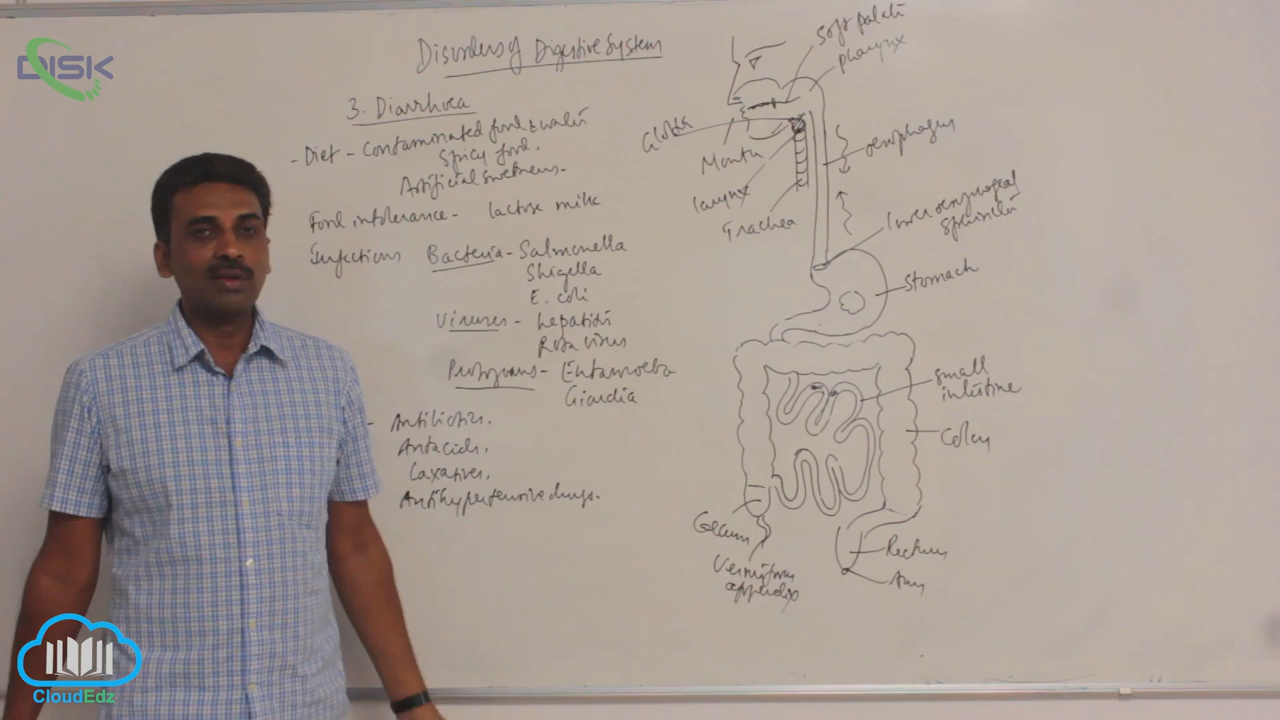 DISK
Disorders of Digestive System
3. Diarrhoea
- Diet - Contaminated food & water
Spicy food.
Artificial sweetners.
Food intolerance - lactose milk
Infections Bacteria - Salmonella
Shigella
E. coli
Viruses - hepatitis
Rota virus
Protozoans - Entamoeba
Giardia
- Antibiotics.
Antacids,
Laxatives,
Antihypertensive drugs.
soft palate
pharynx
Glottis
Mouth
larynx
Trachea
oesophagus
lower oesophageal
sphincter
Stomach
small
intestine
Colon
Cecum
Vermiform
appendix
Rectum
Anus
CloudEdz